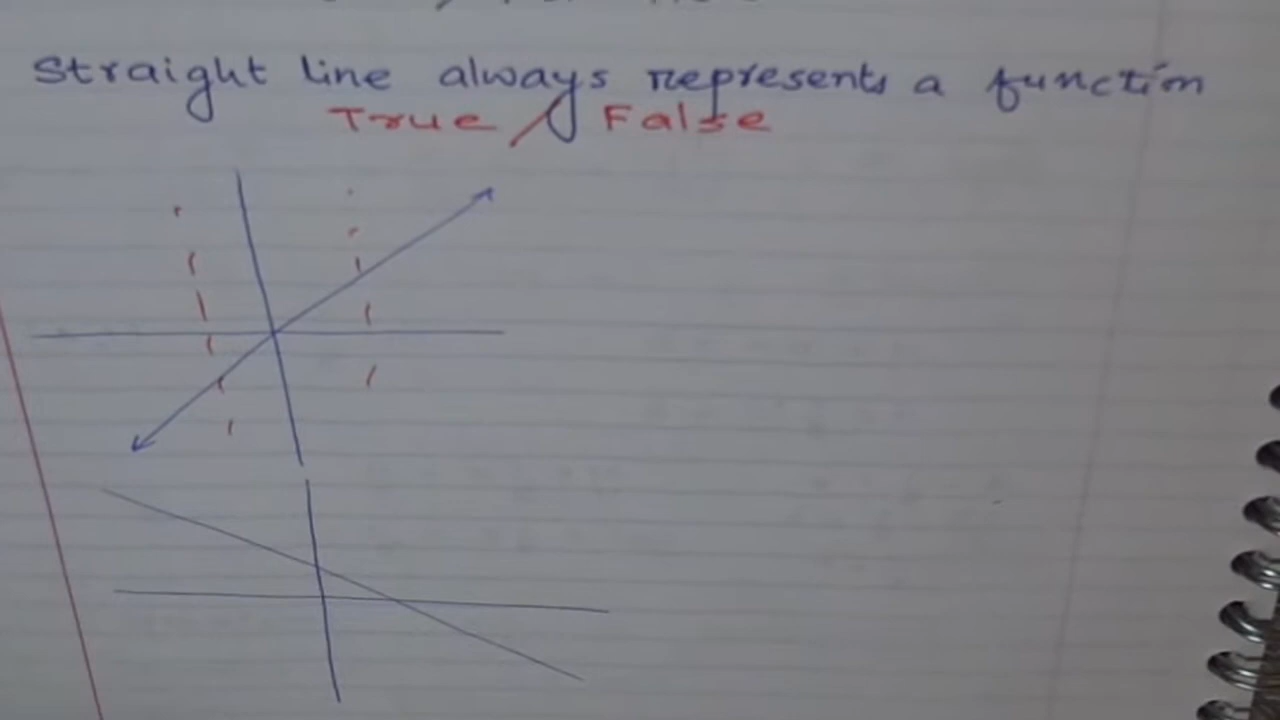 Straight line always represents a function
True / False